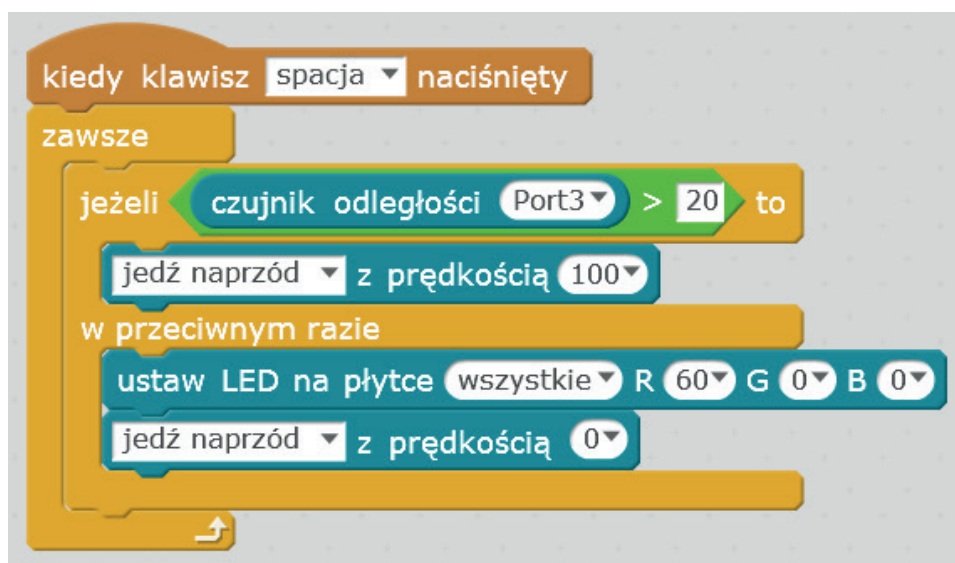 kiedy klawisz spacja naciśnięty
zawsze
jeżeli czujnik odległości Port3 > 20 to
jedź naprzód z prędkością 100
w przeciwnym razie
ustaw LED na płytce wszystkie R 60 G 0 B 0
jedź naprzód z prędkością 0